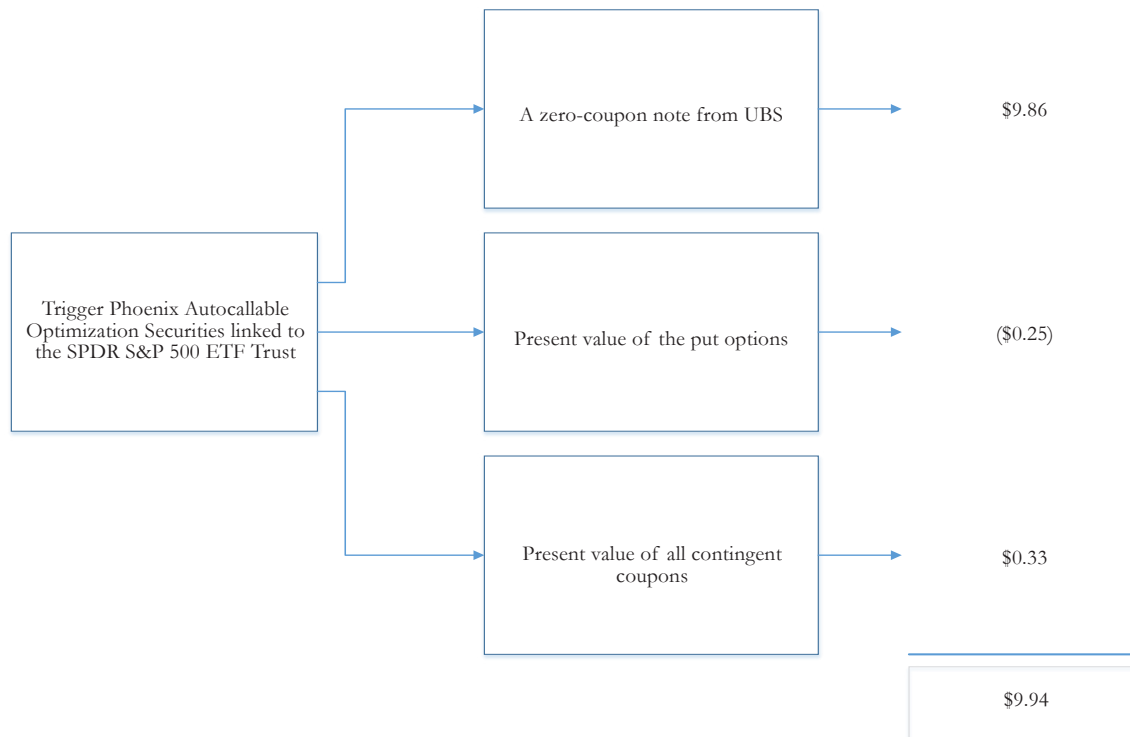 A zero-coupon note from UBS
$9.86
Trigger Phoenix Autocallable
Optimization Securities linked to
the SPDR S&P 500 ETF Trust
Present value of the put options
($0.25)
Present value of all contingent
coupons
$0.33
$9.94